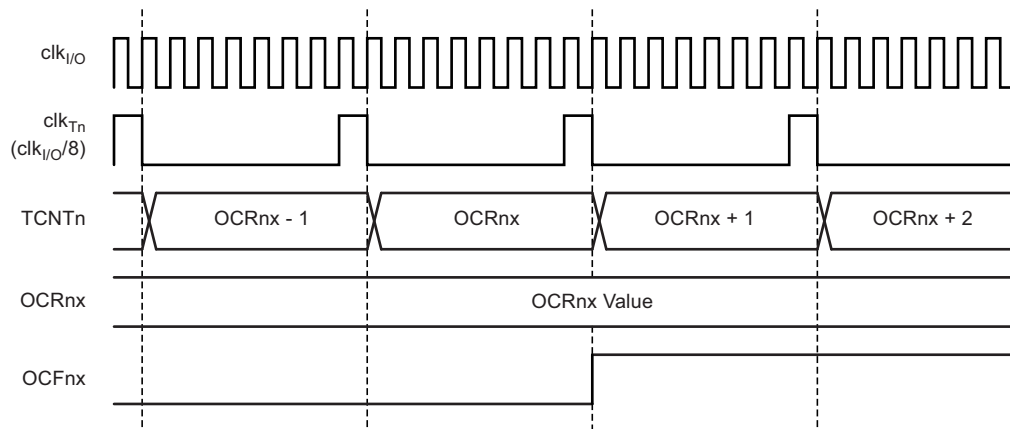 clkI/O
clkTn
(clkI/O/8)
TCNTn
OCRnx - 1
OCRnx
OCRnx + 1
OCRnx + 2
OCRnx
OCRnx Value
OCFnx